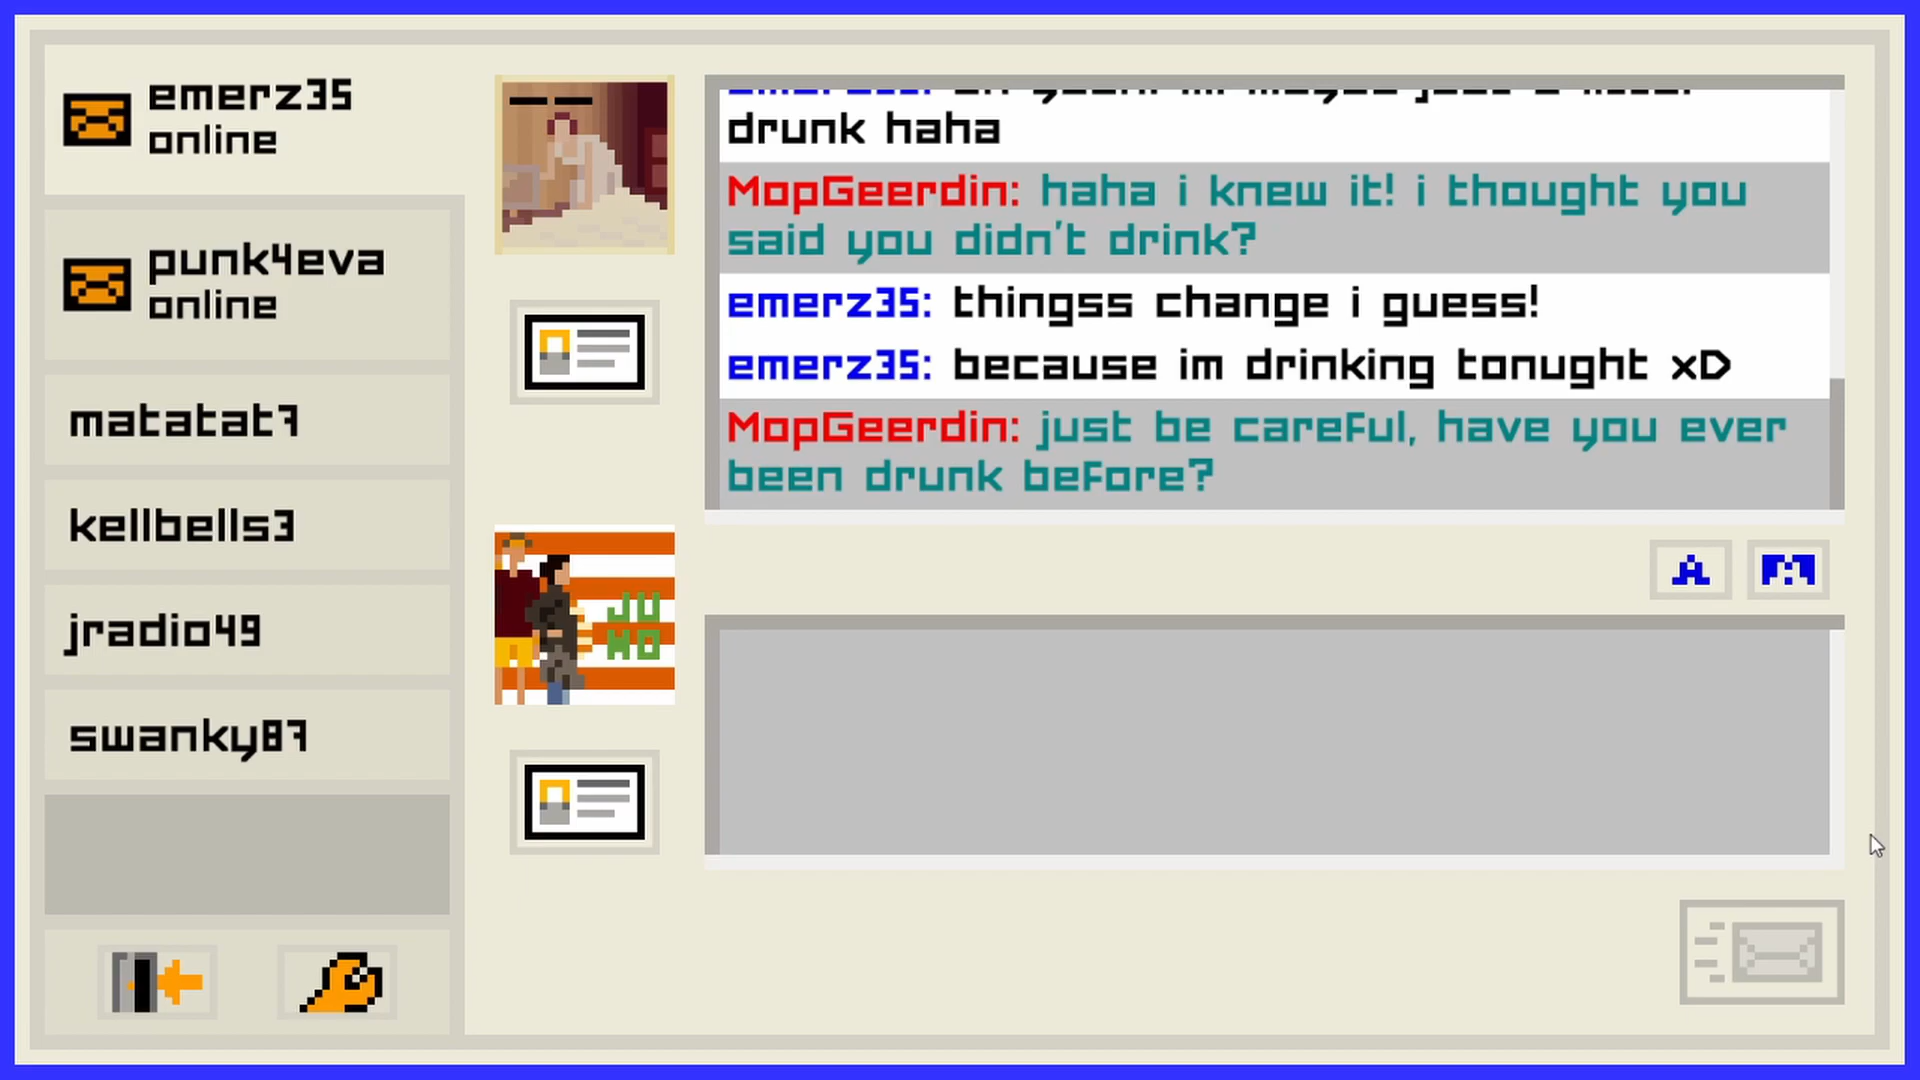 emerz35
online
punk4eva
online
matatat7
kellbells3
jradio49
swanky87
JU
NO
drunk haha
MopGeerdin: haha i knew it! i thought you
said you didn't drink?
emerz35: thingss change i guess!
emerz35: because im drinking tonught xD
MopGeerdin: just be careful, have you ever
been drunk before?
A